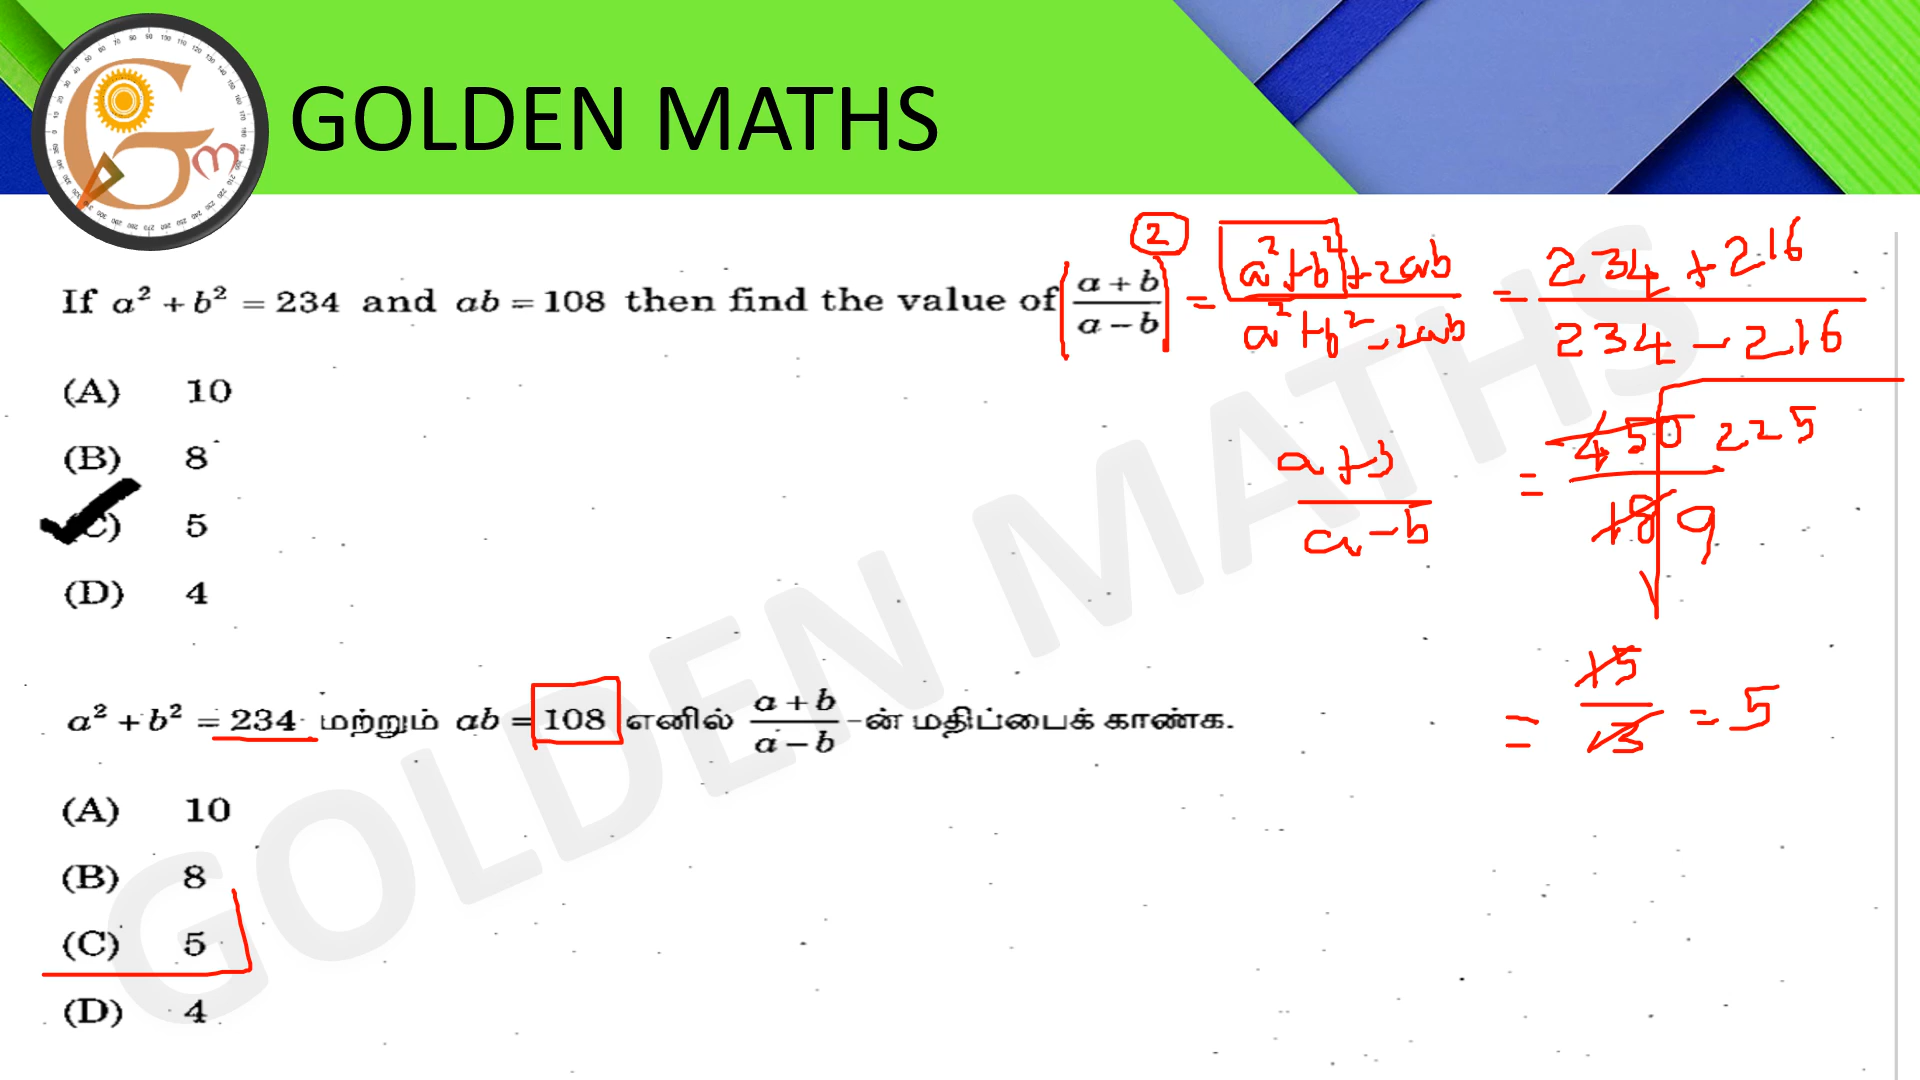 GOLDEN MATHS
If a² + b² = 234 and ab = 108 then find the value of (a + b)/(a – b)
(A) 10
(B) 8
(C) 5
(D) 4
2
= a²+b²+2ab / a²+b²-2ab = 234+216 / 234-216
a+b / a-b = √ 450 225 / 18 9
= 15/3 = 5
a² + b² = 234 மற்றும் ab = 108 எனில் (a + b)/(a – b) -ன் மதிப்பைக் காண்க.
(A) 10
(B) 8
(C) 5
(D) 4
GOLDEN MATHS